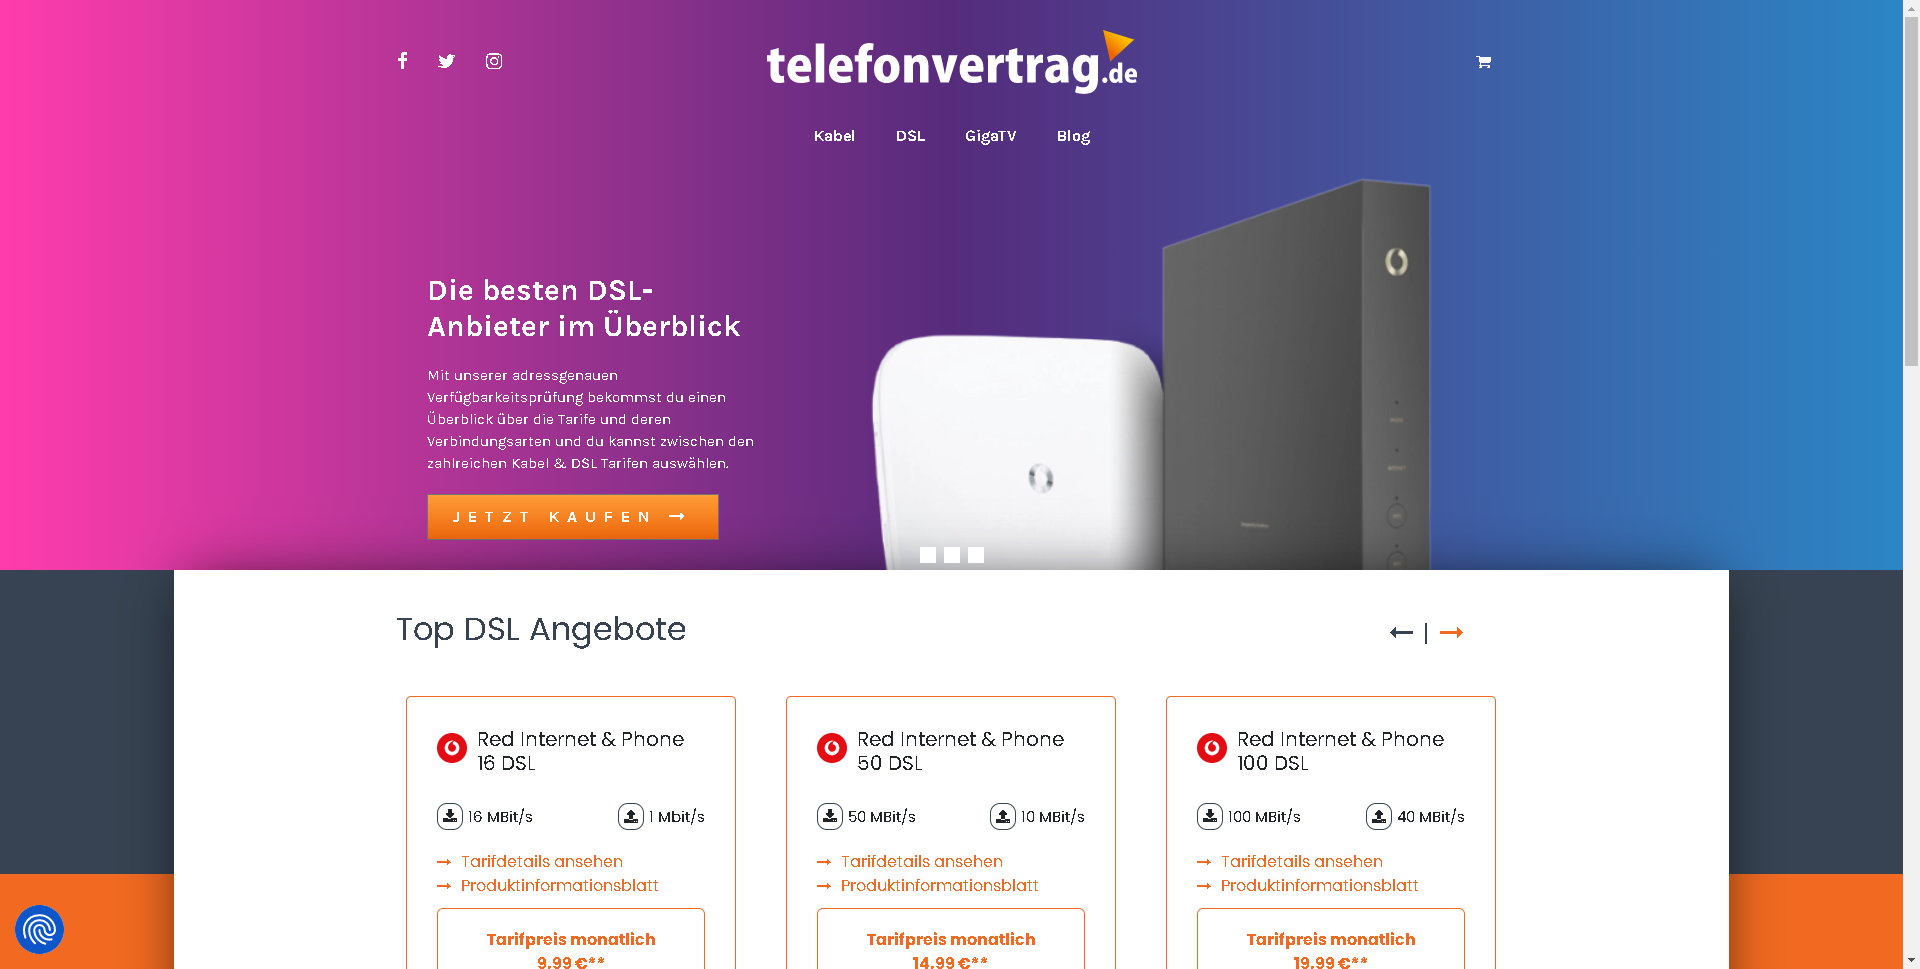 telefonvertrag.de
Kabel DSL GigaTV Blog
Die besten DSL-
Anbieter im Überblick
Mit unserer adressgenauen
Verfügbarkeitsprüfung bekommst du einen
Überblick über die Tarife und deren
Verbindungsarten und du kannst zwischen den
zahlreichen Kabel & DSL Tarifen auswählen.
JETZT KAUFEN
Top DSL Angebote
Red Internet & Phone
16 DSL
16 MBit/s 1 Mbit/s
Tarifdetails ansehen
Produktinformationsblatt
Tarifpreis monatlich
9,99 €**
Red Internet & Phone
50 DSL
50 MBit/s 10 MBit/s
Tarifdetails ansehen
Produktinformationsblatt
Tarifpreis monatlich
14,99 €**
Red Internet & Phone
100 DSL
100 MBit/s 40 MBit/s
Tarifdetails ansehen
Produktinformationsblatt
Tarifpreis monatlich
19,99 €**